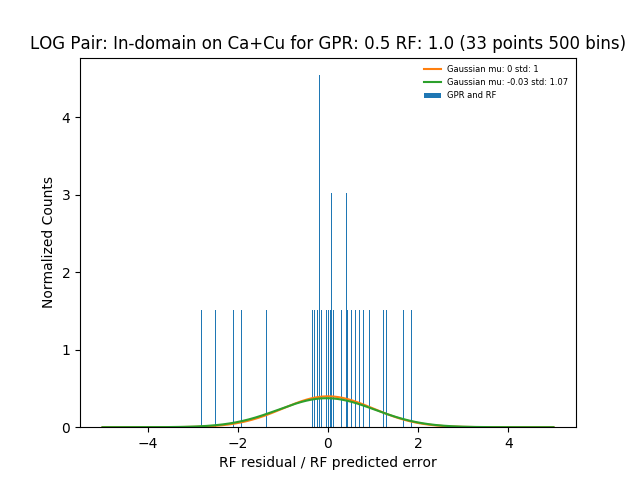 LOG Pair: In-domain on Ca+Cu for GPR: 0.5 RF: 1.0 (33 points 500 bins)
Gaussian mu: 0 std: 1
Gaussian mu: -0.03 std: 1.07
GPR and RF
Normalized Counts
4
3
2
1
0
−4
−2
0
2
4
RF residual / RF predicted error